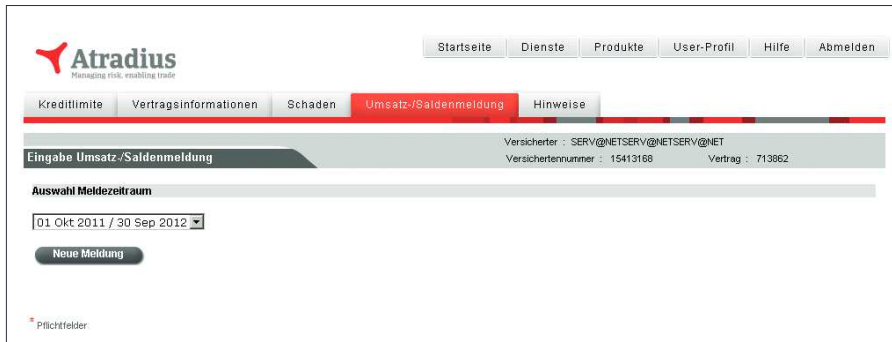 Atradius
Managing risk, enabling trade
Startseite Dienste Produkte User-Profil Hilfe Abmelden
Kreditlimite Vertragsinformationen Schaden Umsatz-/Saldenmeldung Hinweise
Versicherter : SERV@NETSERV@NETSERV@NET
Eingabe Umsatz-/Saldenmeldung
Versichertennummer : 15413168 Vertrag : 713862
Auswahl Meldezeitraum
01 Okt 2011 / 30 Sep 2012
Neue Meldung
* Pflichtfelder